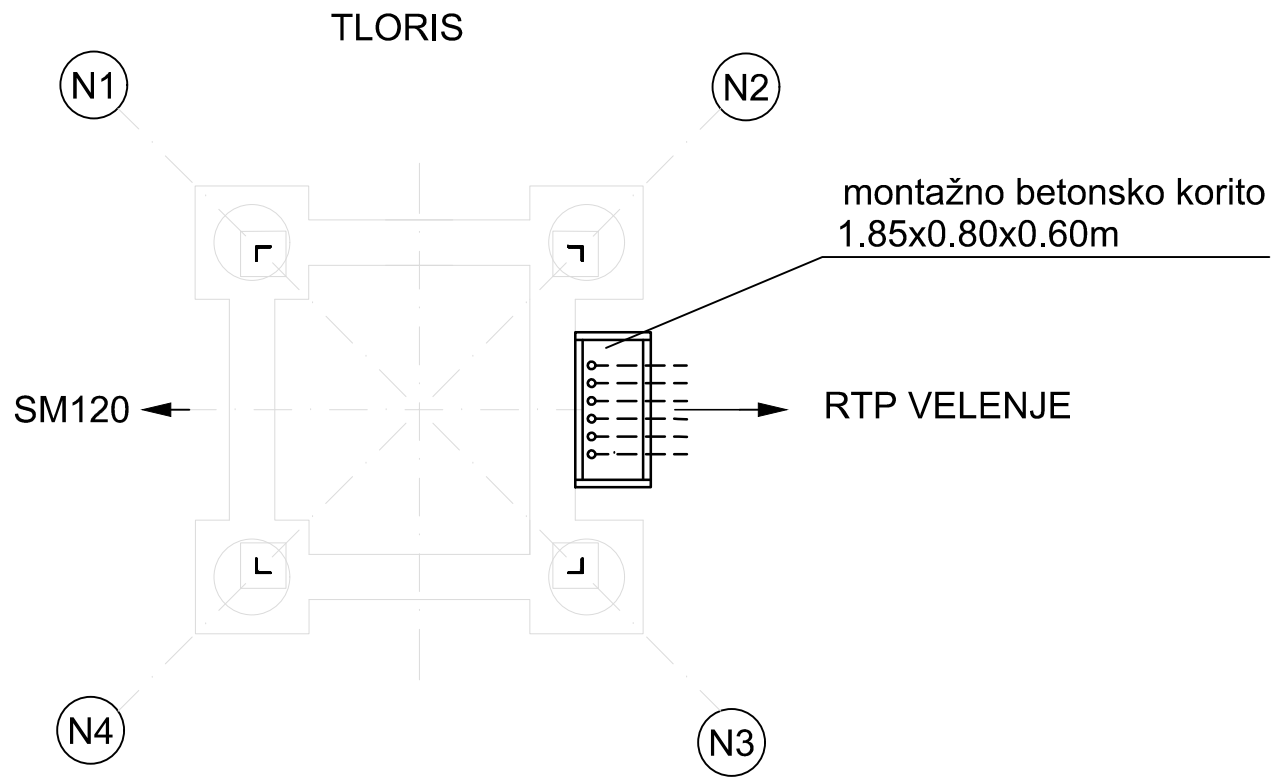 TLORIS
N1
N2
montažno betonsko korito
1.85x0.80x0.60m
SM120
RTP VELENJE
N4
N3